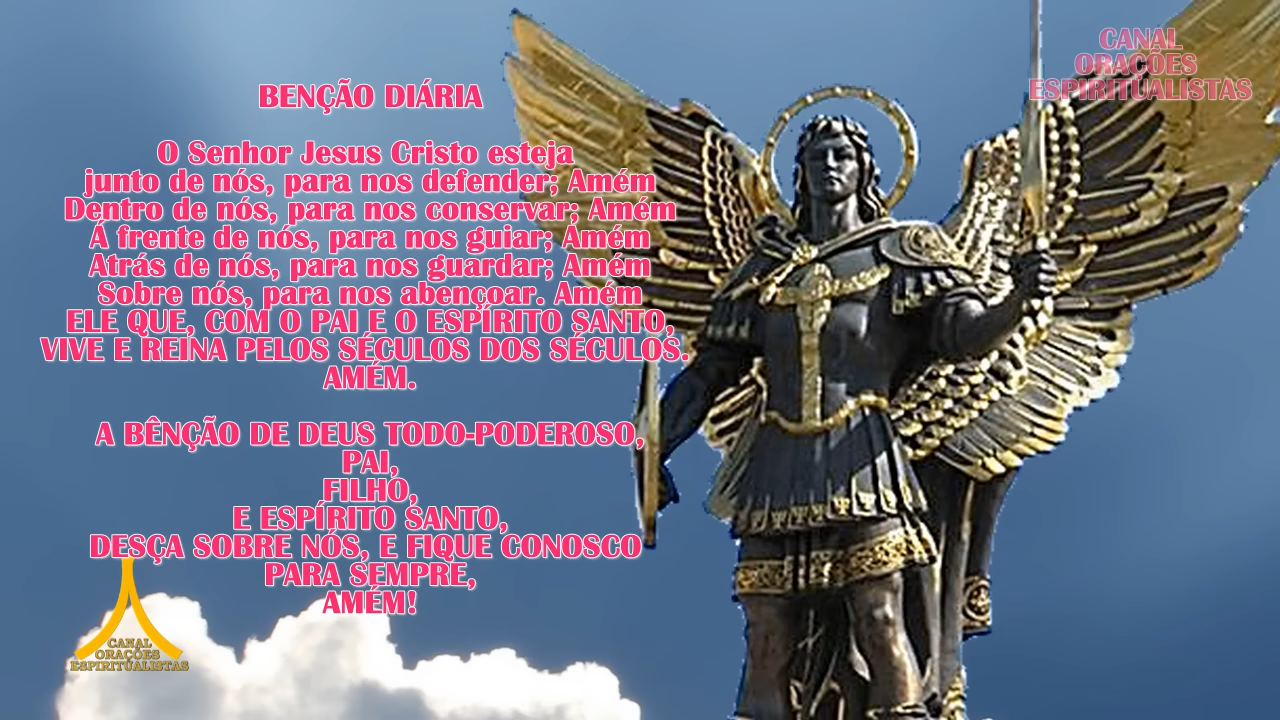 CANAL
ORAÇÕES
ESPIRITUALISTAS
BENÇÃO DIÁRIA
O Senhor Jesus Cristo esteja
junto de nós, para nos defender; Amém
Dentro de nós, para nos conservar; Amém
Á frente de nós, para nos guiar; Amém
Atrás de nós, para nos guardar; Amém
Sobre nós, para nos abençoar. Amém
ELE QUE, COM O PAI E O ESPÍRITO SANTO,
VIVE E REINA PELOS SÉCULOS DOS SÉCULOS.
AMÉM.
A BÊNÇÃO DE DEUS TODO-PODEROSO,
PAI,
FILHO,
E ESPÍRITO SANTO,
DESÇA SOBRE NÓS, E FIQUE CONOSCO
PARA SEMPRE,
AMÉM!
CANAL
ORAÇÕES
ESPIRITUALISTAS